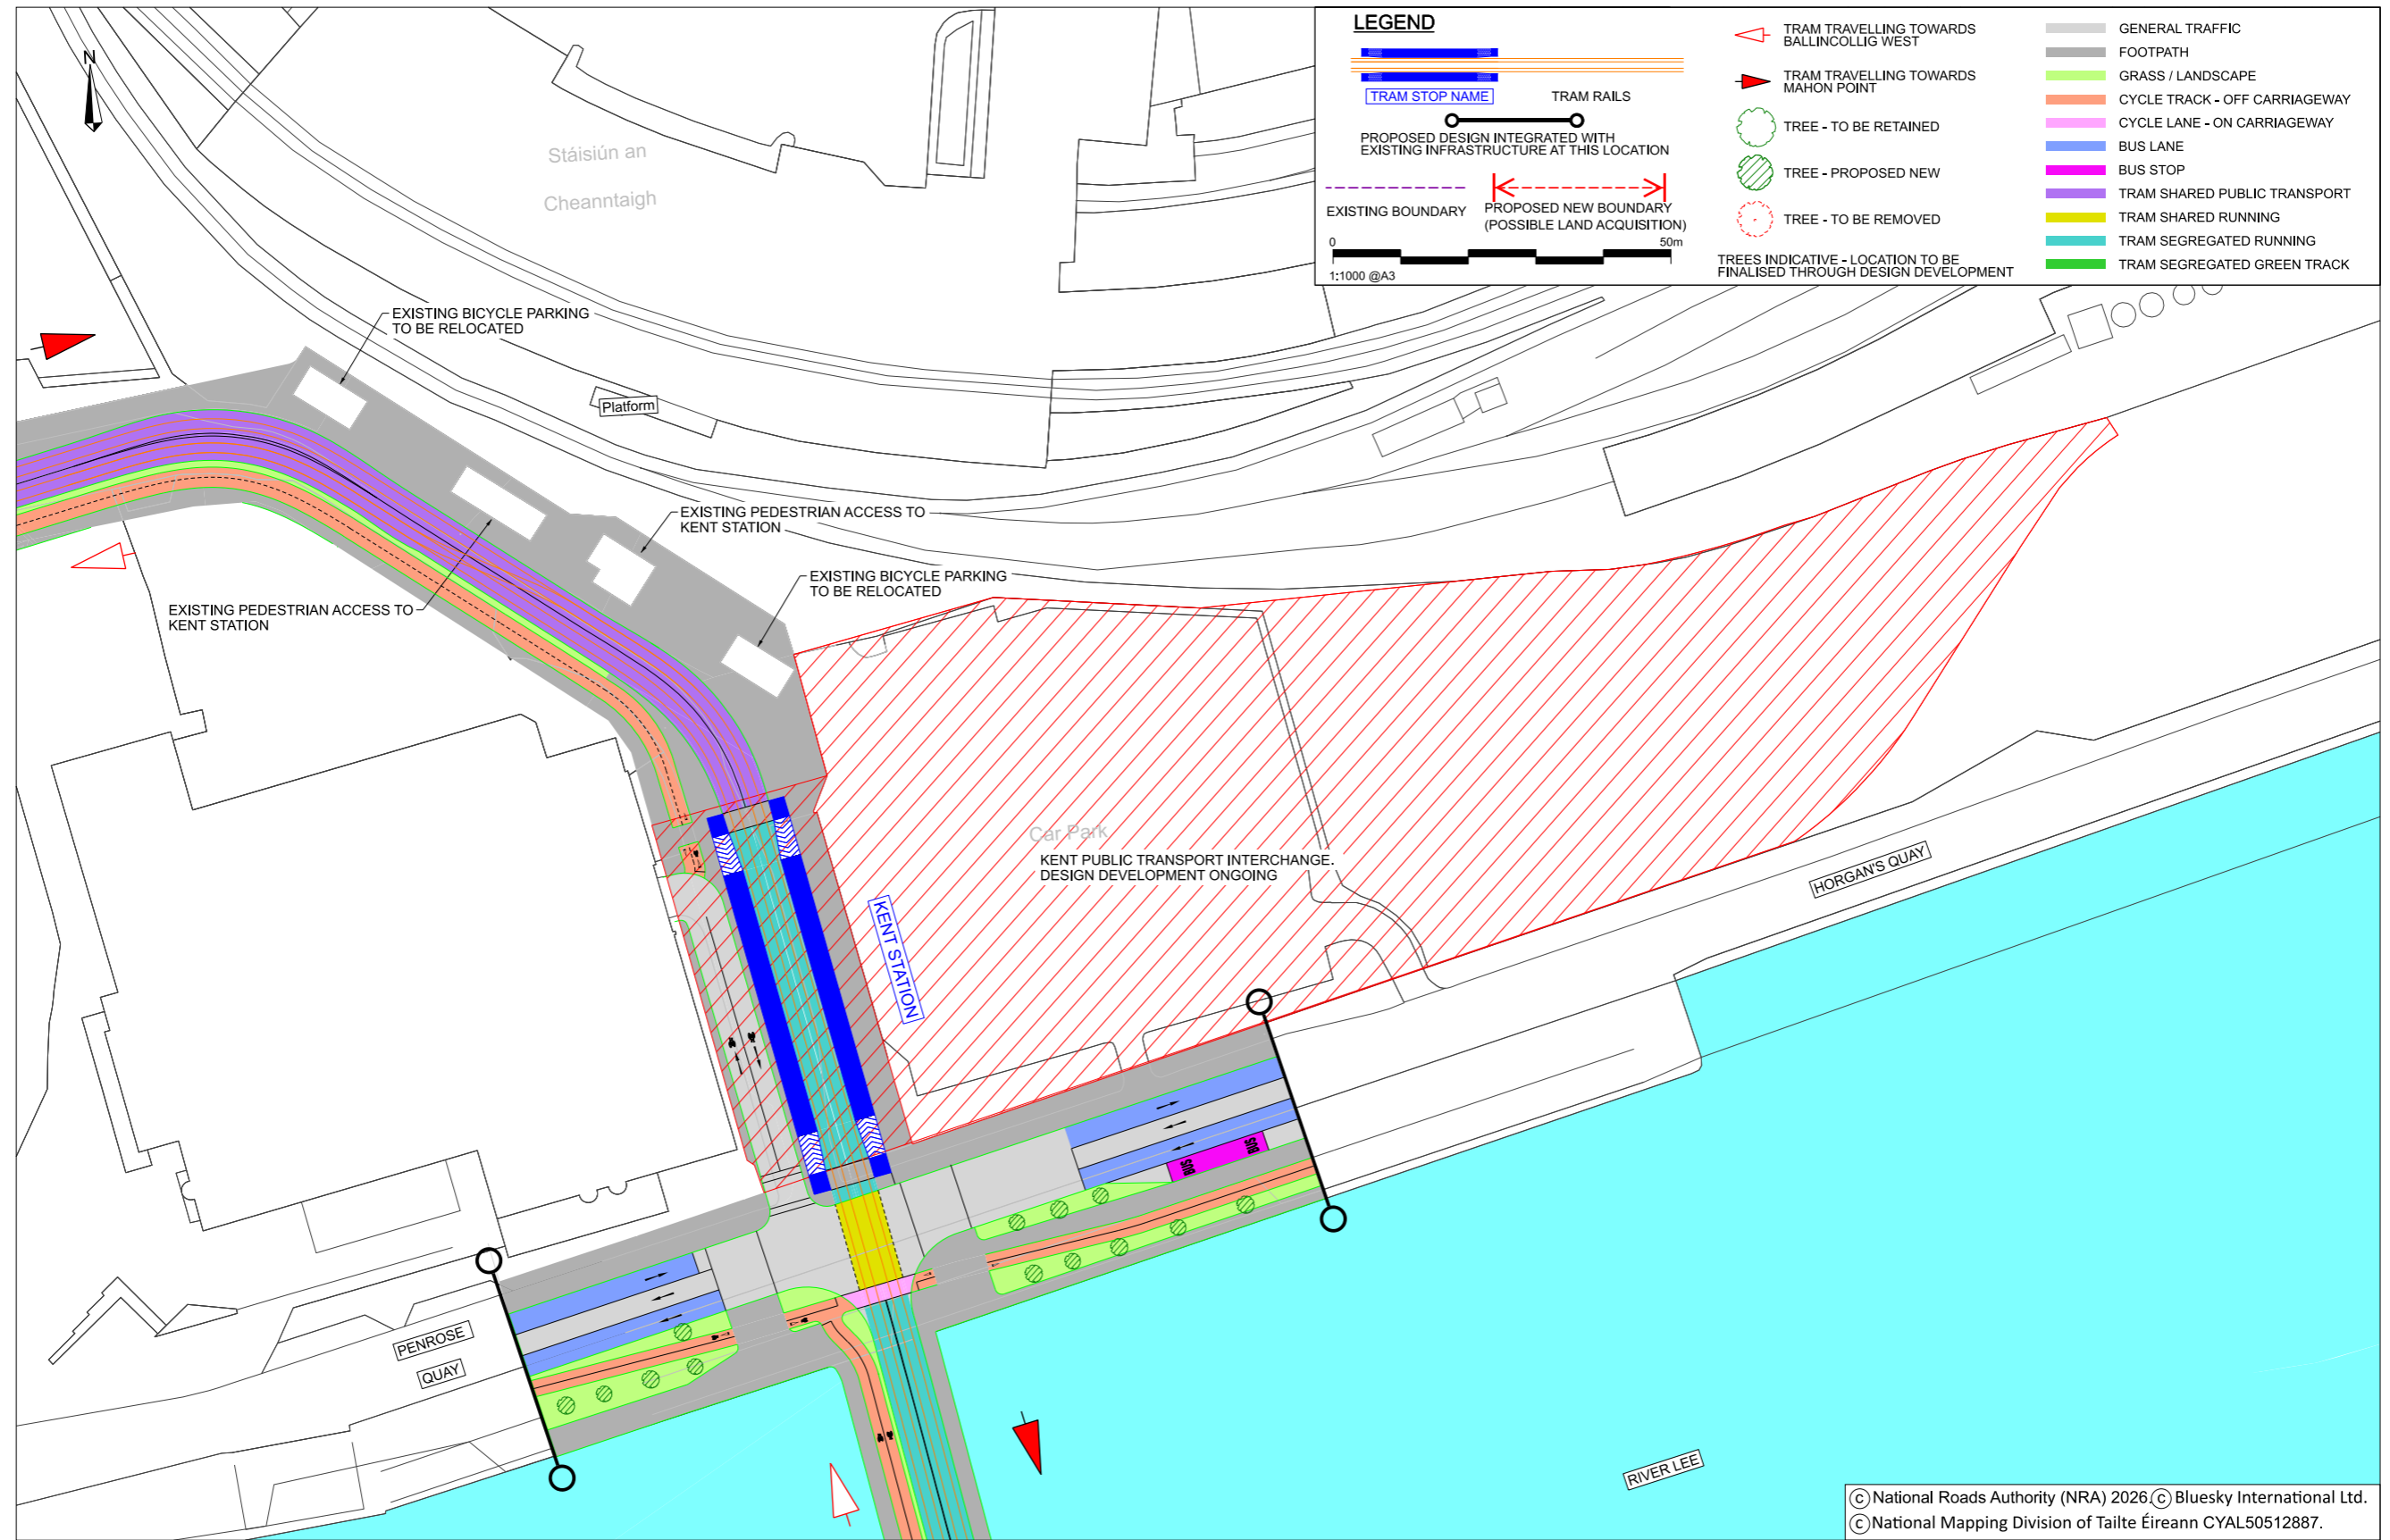 LEGEND
TRAM STOP NAME
TRAM RAILS
PROPOSED DESIGN INTEGRATED WITH
EXISTING INFRASTRUCTURE AT THIS LOCATION
EXISTING BOUNDARY
PROPOSED NEW BOUNDARY
(POSSIBLE LAND ACQUISITION)
0
50m
1:1000 @A3
TRAM TRAVELLING TOWARDS
BALLINCOLLIG WEST
TRAM TRAVELLING TOWARDS
MAHON POINT
TREE - TO BE RETAINED
TREE - PROPOSED NEW
TREE - TO BE REMOVED
TREES INDICATIVE - LOCATION TO BE
FINALISED THROUGH DESIGN DEVELOPMENT
GENERAL TRAFFIC
FOOTPATH
GRASS / LANDSCAPE
CYCLE TRACK - OFF CARRIAGEWAY
CYCLE LANE - ON CARRIAGEWAY
BUS LANE
BUS STOP
TRAM SHARED PUBLIC TRANSPORT
TRAM SHARED RUNNING
TRAM SEGREGATED RUNNING
TRAM SEGREGATED GREEN TRACK
N
Stáisiún an
Cheanntaigh
EXISTING BICYCLE PARKING
TO BE RELOCATED
Platform
EXISTING PEDESTRIAN ACCESS TO
KENT STATION
EXISTING BICYCLE PARKING
TO BE RELOCATED
EXISTING PEDESTRIAN ACCESS TO
KENT STATION
Car Park
KENT PUBLIC TRANSPORT INTERCHANGE.
DESIGN DEVELOPMENT ONGOING
HORGAN'S QUAY
KENT STATION
BUS
BUS
PENROSE
QUAY
RIVER LEE
© National Roads Authority (NRA) 2026. © Bluesky International Ltd.
© National Mapping Division of Tailte Éireann CYAL50512887.